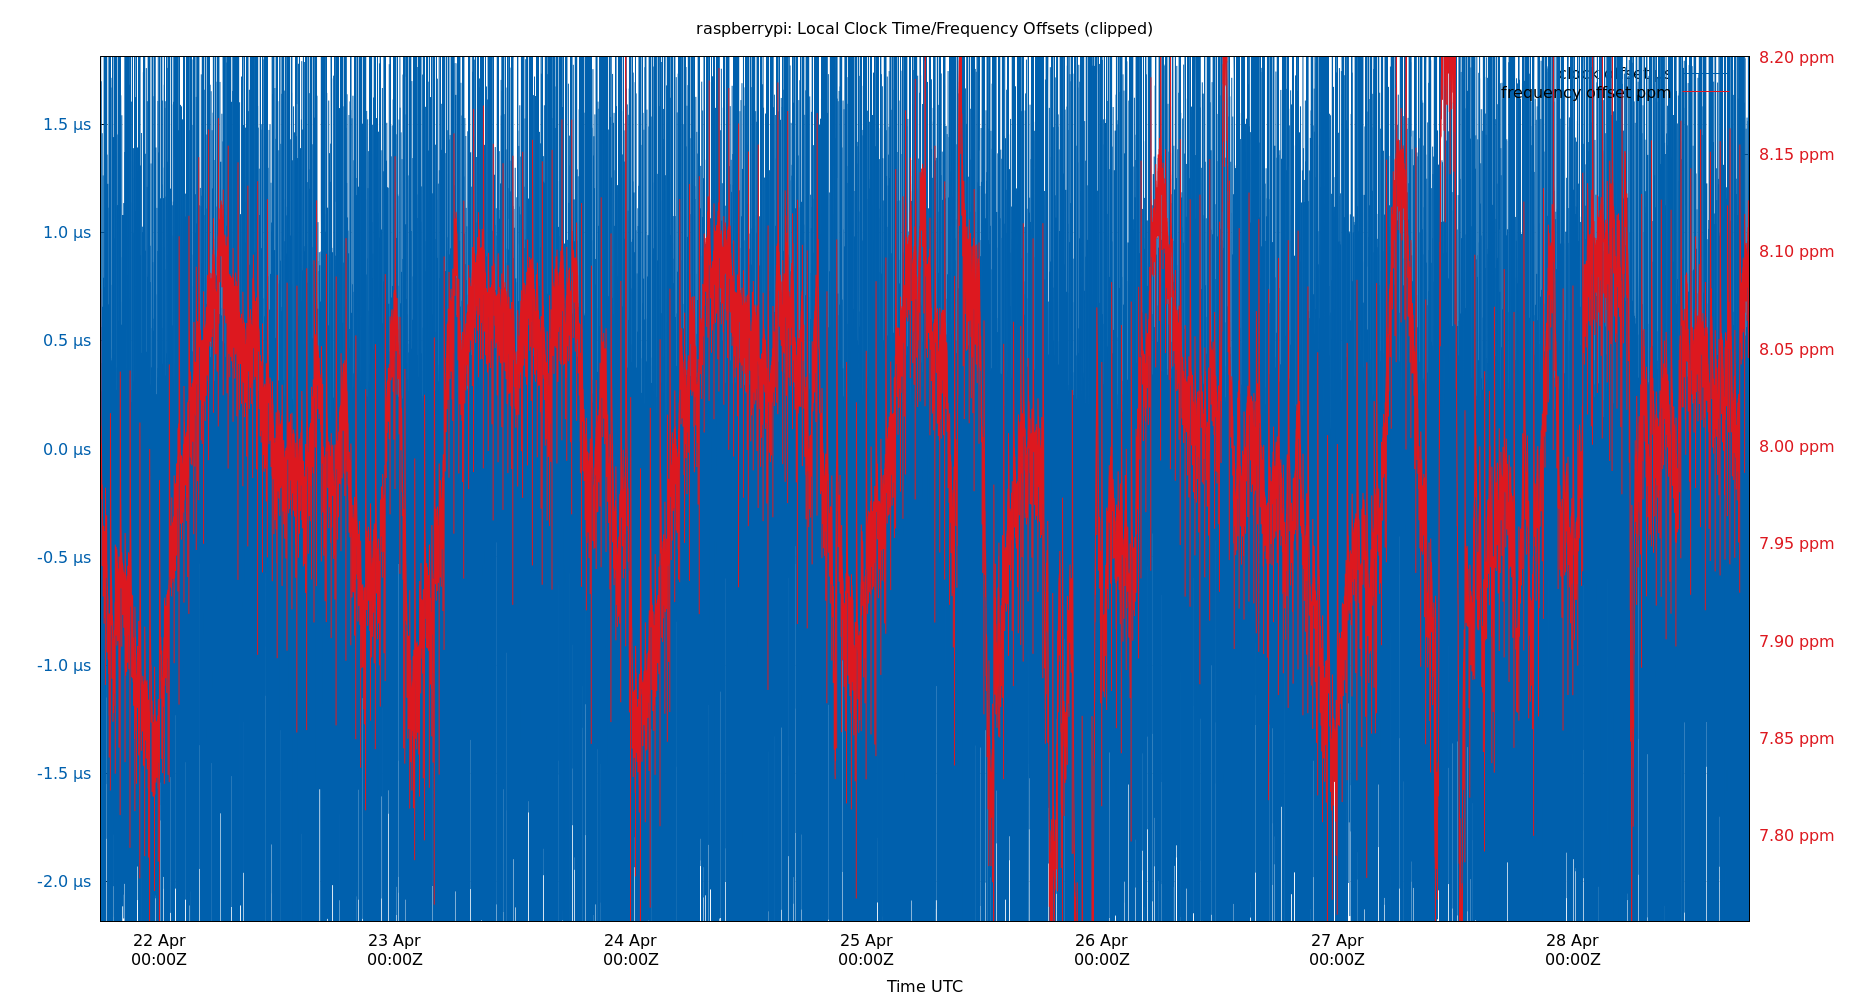 raspberrypi: Local Clock Time/Frequency Offsets (clipped)
clock offset µs
frequency offset ppm
1.5 µs
1.0 µs
0.5 µs
0.0 µs
-0.5 µs
-1.0 µs
-1.5 µs
-2.0 µs
8.20 ppm
8.15 ppm
8.10 ppm
8.05 ppm
8.00 ppm
7.95 ppm
7.90 ppm
7.85 ppm
7.80 ppm
22 Apr 23 Apr 24 Apr 25 Apr 26 Apr 27 Apr 28 Apr
00:00Z 00:00Z 00:00Z 00:00Z 00:00Z 00:00Z 00:00Z
Time UTC